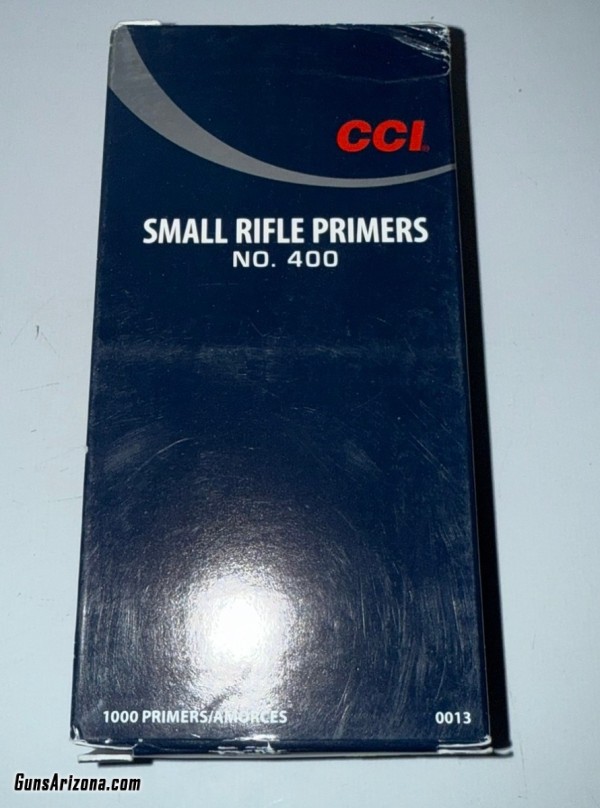 CCI
SMALL RIFLE PRIMERS
NO. 400
1000 PRIMERS/AMORCES
0013
GunsArizona.com